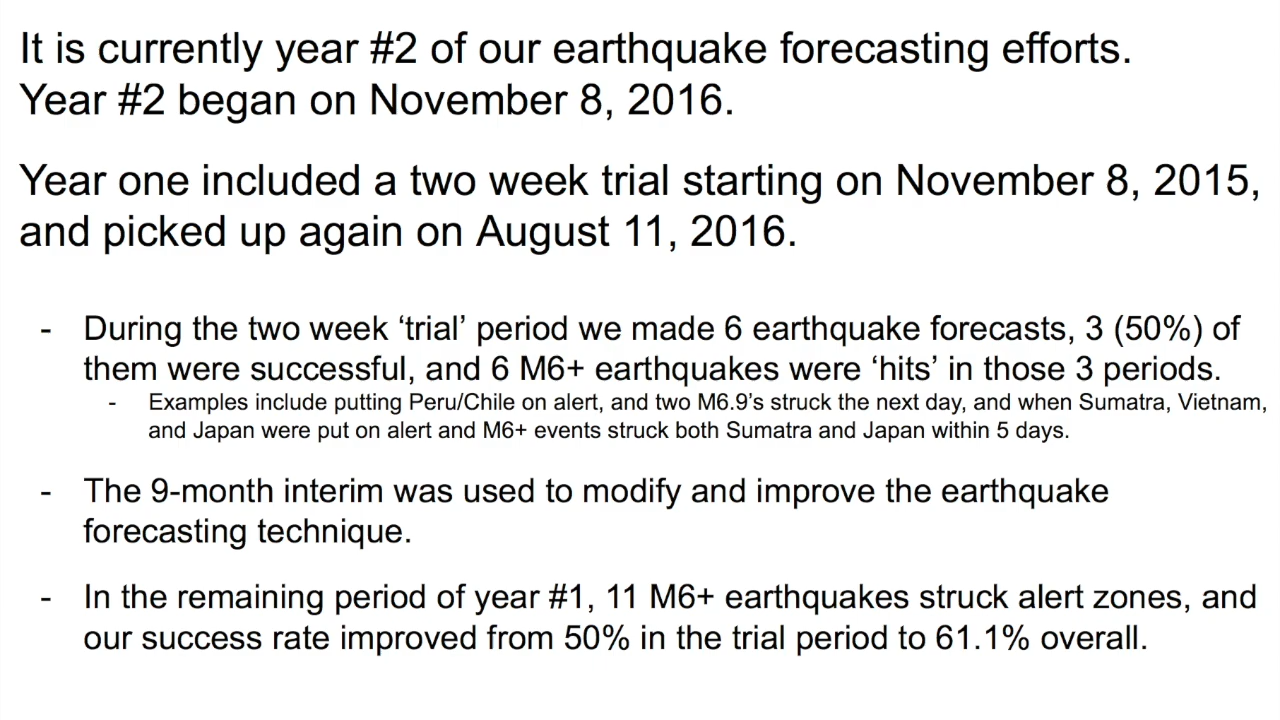 It is currently year #2 of our earthquake forecasting efforts.
Year #2 began on November 8, 2016.
Year one included a two week trial starting on November 8, 2015,
and picked up again on August 11, 2016.
- During the two week ‘trial’ period we made 6 earthquake forecasts, 3 (50%) of
them were successful, and 6 M6+ earthquakes were ‘hits’ in those 3 periods.
- Examples include putting Peru/Chile on alert, and two M6.9’s struck the next day, and when Sumatra, Vietnam,
and Japan were put on alert and M6+ events struck both Sumatra and Japan within 5 days.
- The 9-month interim was used to modify and improve the earthquake
forecasting technique.
- In the remaining period of year #1, 11 M6+ earthquakes struck alert zones, and
our success rate improved from 50% in the trial period to 61.1% overall.